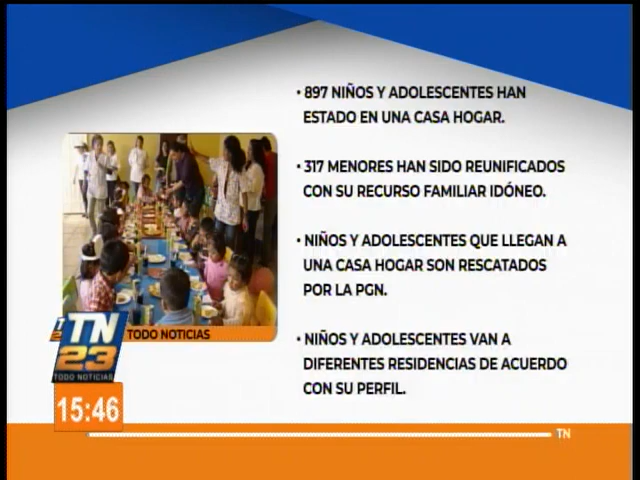 • 897 NIÑOS Y ADOLESCENTES HAN
ESTADO EN UNA CASA HOGAR.
• 317 MENORES HAN SIDO REUNIFICADOS
CON SU RECURSO FAMILIAR IDÓNEO.
• NIÑOS Y ADOLESCENTES QUE LLEGAN A
UNA CASA HOGAR SON RESCATADOS
POR LA PGN.
• NIÑOS Y ADOLESCENTES VAN A
DIFERENTES RESIDENCIAS DE ACUERDO
CON SU PERFIL.
TODO NOTICIAS
TN
23
TODO NOTICIAS
15:46
TN